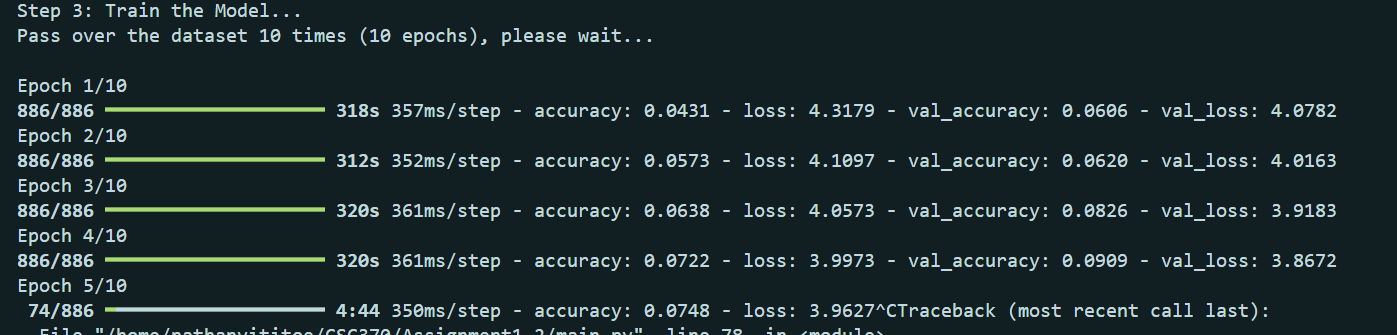 Step 3: Train the Model...
Pass over the dataset 10 times (10 epochs), please wait...
Epoch 1/10
886/886 318s 357ms/step - accuracy: 0.0431 - loss: 4.3179 - val_accuracy: 0.0606 - val_loss: 4.0782
Epoch 2/10
886/886 312s 352ms/step - accuracy: 0.0573 - loss: 4.1097 - val_accuracy: 0.0620 - val_loss: 4.0163
Epoch 3/10
886/886 320s 361ms/step - accuracy: 0.0638 - loss: 4.0573 - val_accuracy: 0.0826 - val_loss: 3.9183
Epoch 4/10
886/886 320s 361ms/step - accuracy: 0.0722 - loss: 3.9973 - val_accuracy: 0.0909 - val_loss: 3.8672
Epoch 5/10
74/886 4:44 350ms/step - accuracy: 0.0748 - loss: 3.9627^CTraceback (most recent call last):
File line 78, in <module>